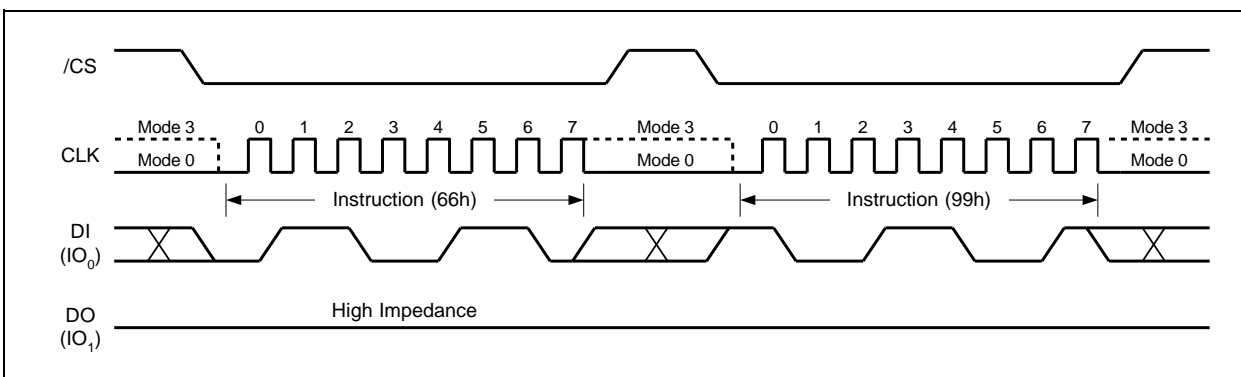 /CS
Mode 3 0 1 2 3 4 5 6 7 Mode 3 0 1 2 3 4 5 6 7 Mode 3
CLK
Mode 0 Mode 0 Mode 0
Instruction (66h) Instruction (99h)
DI
(IO₀)
High Impedance
DO
(IO₁)